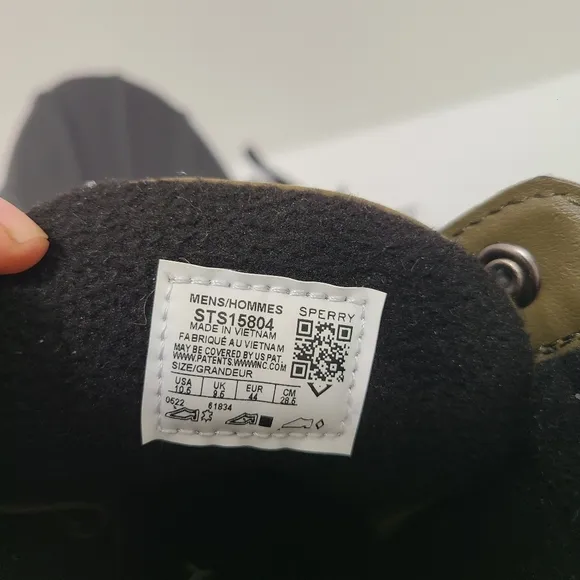 MENS/HOMMES
STS15804
MADE IN VIETNAM
FABRIQUÉ AU VIETNAM
MAY BE COVERED BY US PAT.
WWW.PATENTS.WWWINC.COM
SIZE/GRANDEUR
SPERRY
USA UK EUR CM
10.5 9.5 44 28.5
0522 61834